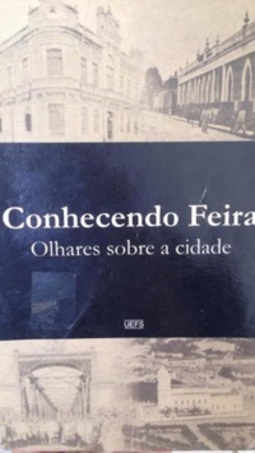 Conhecendo Feira
Olhares sobre a cidade
UEFS